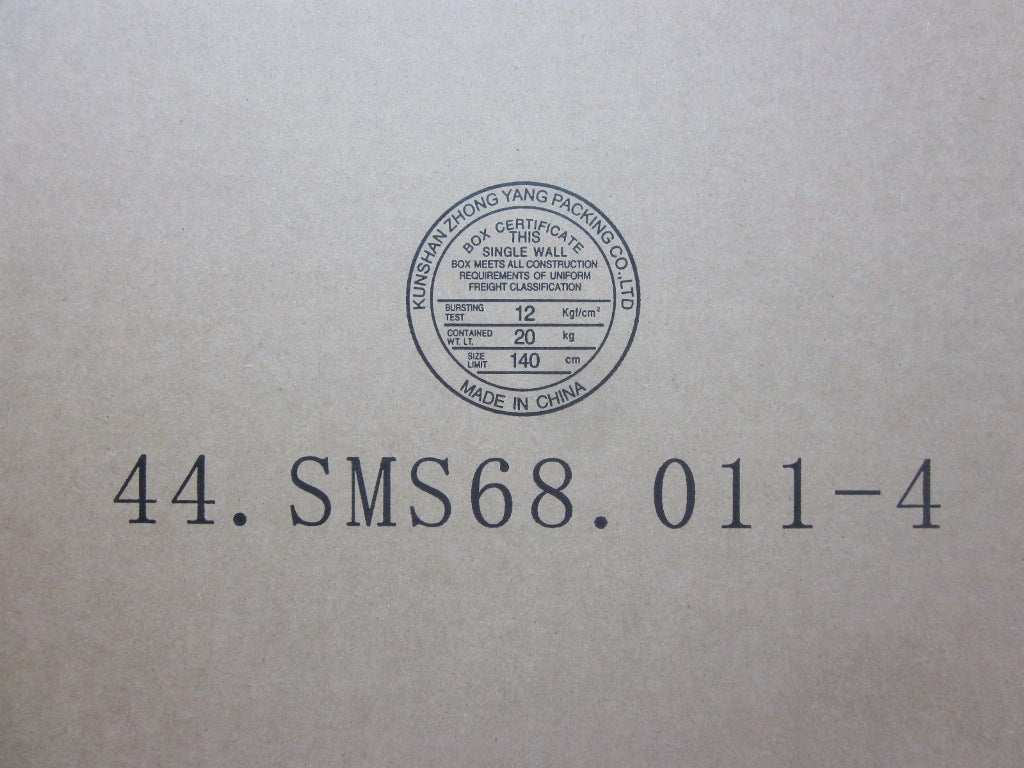 KUNSHAN ZHONG YANG PACKING CO.,LTD
BOX CERTIFICATE
THIS
SINGLE WALL
BOX MEETS ALL CONSTRUCTION
REQUIREMENTS OF UNIFORM
FREIGHT CLASSIFICATION
BURSTING TEST 12 Kgf/cm²
CONTAINED WT. LT. 20 kg
SIZE LIMIT 140 cm
MADE IN CHINA
44.SMS68.011-4